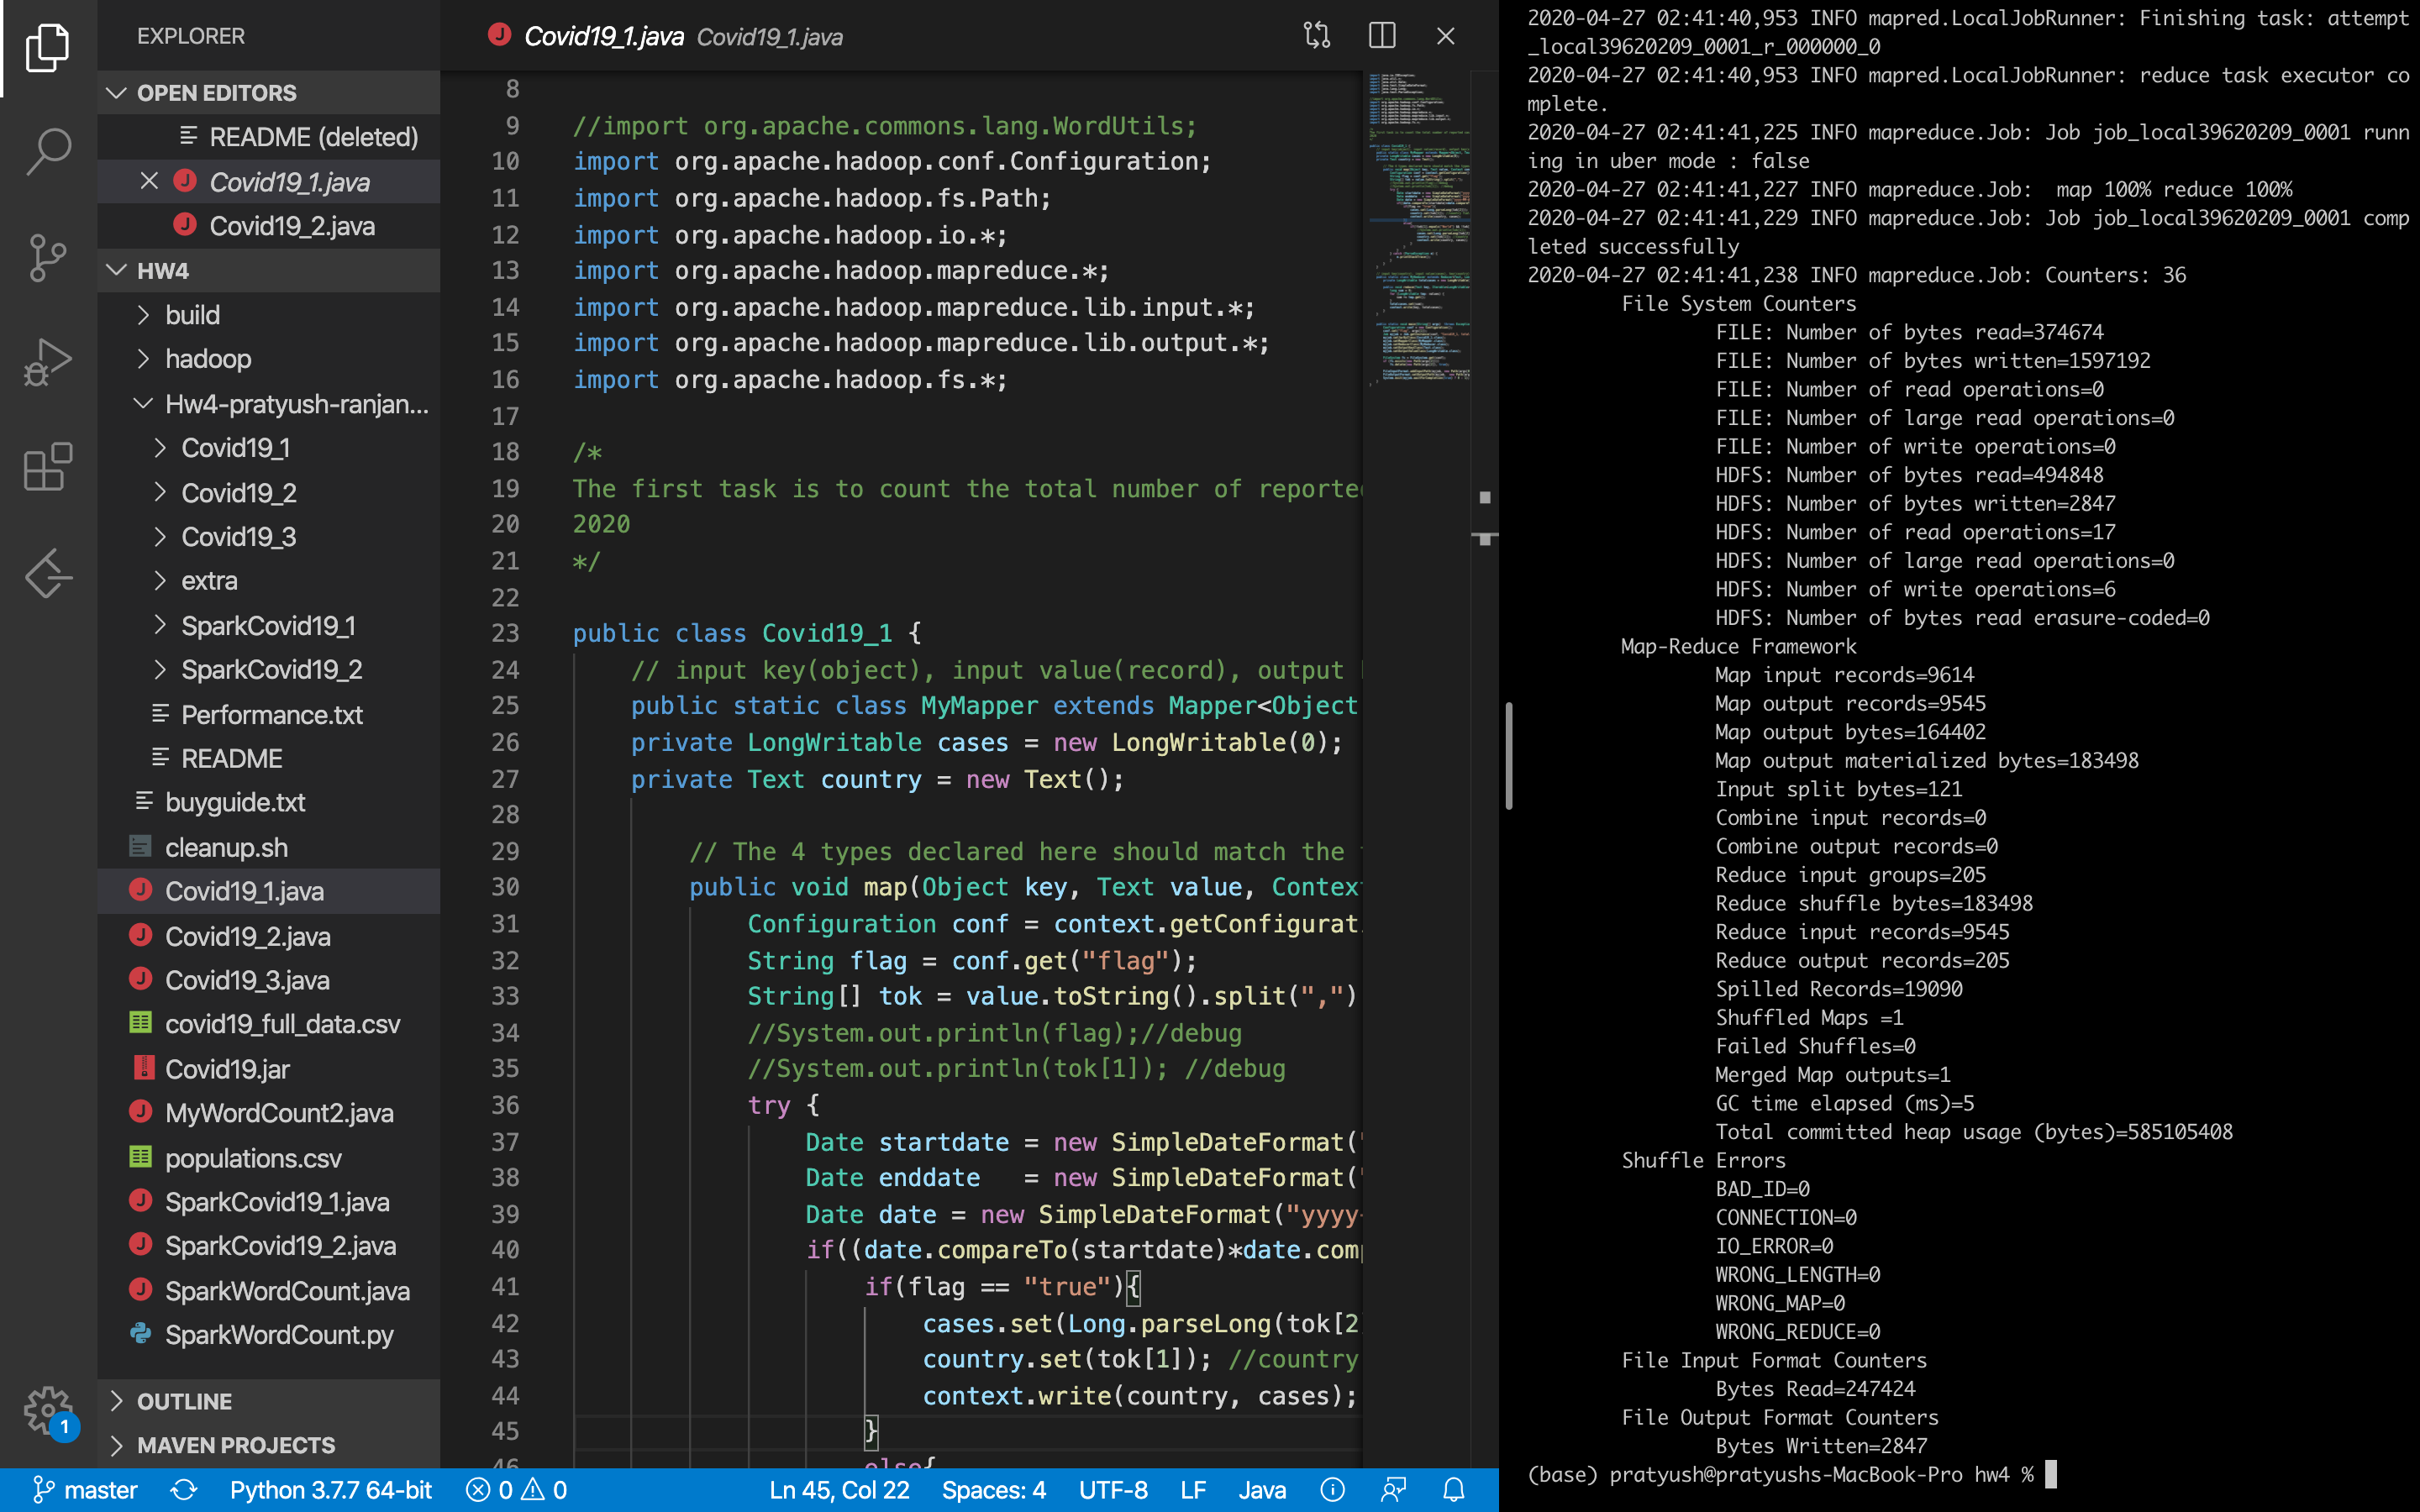 EXPLORER
OPEN EDITORS
README (deleted)
Covid19_1.java
Covid19_2.java
HW4
build
hadoop
Hw4-pratyush-ranjan...
Covid19_1
Covid19_2
Covid19_3
extra
SparkCovid19_1
SparkCovid19_2
Performance.txt
README
buyguide.txt
cleanup.sh
Covid19_1.java
Covid19_2.java
Covid19_3.java
covid19_full_data.csv
Covid19.jar
MyWordCount2.java
populations.csv
SparkCovid19_1.java
SparkCovid19_2.java
SparkWordCount.java
SparkWordCount.py
OUTLINE
MAVEN PROJECTS
1
Covid19_1.java Covid19_1.java
8
9 //import org.apache.commons.lang.WordUtils;
10 import org.apache.hadoop.conf.Configuration;
11 import org.apache.hadoop.fs.Path;
12 import org.apache.hadoop.io.*;
13 import org.apache.hadoop.mapreduce.*;
14 import org.apache.hadoop.mapreduce.lib.input.*;
15 import org.apache.hadoop.mapreduce.lib.output.*;
16 import org.apache.hadoop.fs.*;
17
18 /*
19 The first task is to count the total number of reported
20 2020
21 */
22
23 public class Covid19_1 {
24 // input key(object), input value(record), output
25 public static class MyMapper extends Mapper<Object
26 private LongWritable cases = new LongWritable(0);
27 private Text country = new Text();
28
29 // The 4 types declared here should match the
30 public void map(Object key, Text value, Context
31 Configuration conf = context.getConfigurati
32 String flag = conf.get("flag");
33 String[] tok = value.toString().split(",")
34 //System.out.println(flag);//debug
35 //System.out.println(tok[1]); //debug
36 try {
37 Date startdate = new SimpleDateFormat("
38 Date enddate = new SimpleDateFormat("
39 Date date = new SimpleDateFormat("yyyy-
40 if((date.compareTo(startdate)*date.comp
41 if(flag == "true"){
42 cases.set(Long.parseLong(tok[2]
43 country.set(tok[1]); //country
44 context.write(country, cases);
45 }
46 else{
master
Python 3.7.7 64-bit
0 0
Ln 45, Col 22
Spaces: 4
UTF-8
LF
Java
2020-04-27 02:41:40,953 INFO mapred.LocalJobRunner: Finishing task: attempt
_local39620209_0001_r_000000_0
2020-04-27 02:41:40,953 INFO mapred.LocalJobRunner: reduce task executor co
mplete.
2020-04-27 02:41:41,225 INFO mapreduce.Job: Job job_local39620209_0001 runn
ing in uber mode : false
2020-04-27 02:41:41,227 INFO mapreduce.Job:  map 100% reduce 100%
2020-04-27 02:41:41,229 INFO mapreduce.Job: Job job_local39620209_0001 comp
leted successfully
2020-04-27 02:41:41,238 INFO mapreduce.Job: Counters: 36
File System Counters
FILE: Number of bytes read=374674
FILE: Number of bytes written=1597192
FILE: Number of read operations=0
FILE: Number of large read operations=0
FILE: Number of write operations=0
HDFS: Number of bytes read=494848
HDFS: Number of bytes written=2847
HDFS: Number of read operations=17
HDFS: Number of large read operations=0
HDFS: Number of write operations=6
HDFS: Number of bytes read erasure-coded=0
Map-Reduce Framework
Map input records=9614
Map output records=9545
Map output bytes=164402
Map output materialized bytes=183498
Input split bytes=121
Combine input records=0
Combine output records=0
Reduce input groups=205
Reduce shuffle bytes=183498
Reduce input records=9545
Reduce output records=205
Spilled Records=19090
Shuffled Maps =1
Failed Shuffles=0
Merged Map outputs=1
GC time elapsed (ms)=5
Total committed heap usage (bytes)=585105408
Shuffle Errors
BAD_ID=0
CONNECTION=0
IO_ERROR=0
WRONG_LENGTH=0
WRONG_MAP=0
WRONG_REDUCE=0
File Input Format Counters
Bytes Read=247424
File Output Format Counters
Bytes Written=2847
(base) pratyush@pratyushs-MacBook-Pro hw4 %